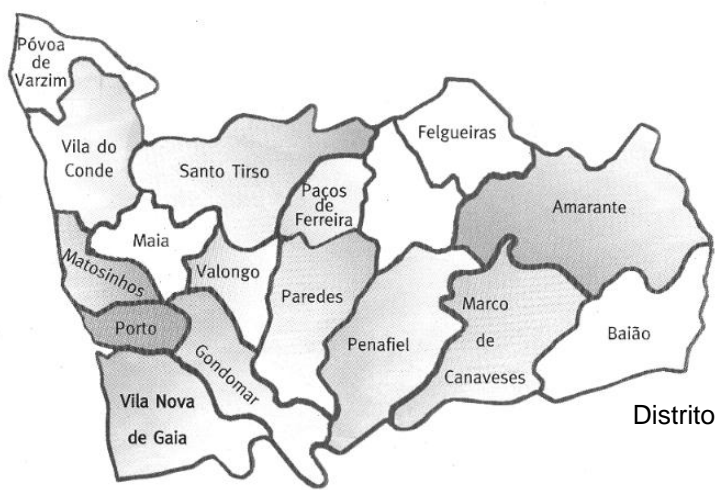 Póvoa
de
Varzim
Vila do
Conde
Santo Tirso
Paços
de
Ferreira
Felgueiras
Amarante
Maia
Valongo
Matosinhos
Paredes
Porto
Gondomar
Penafiel
Marco
de
Canaveses
Baião
Vila Nova
de Gaia
Distrito